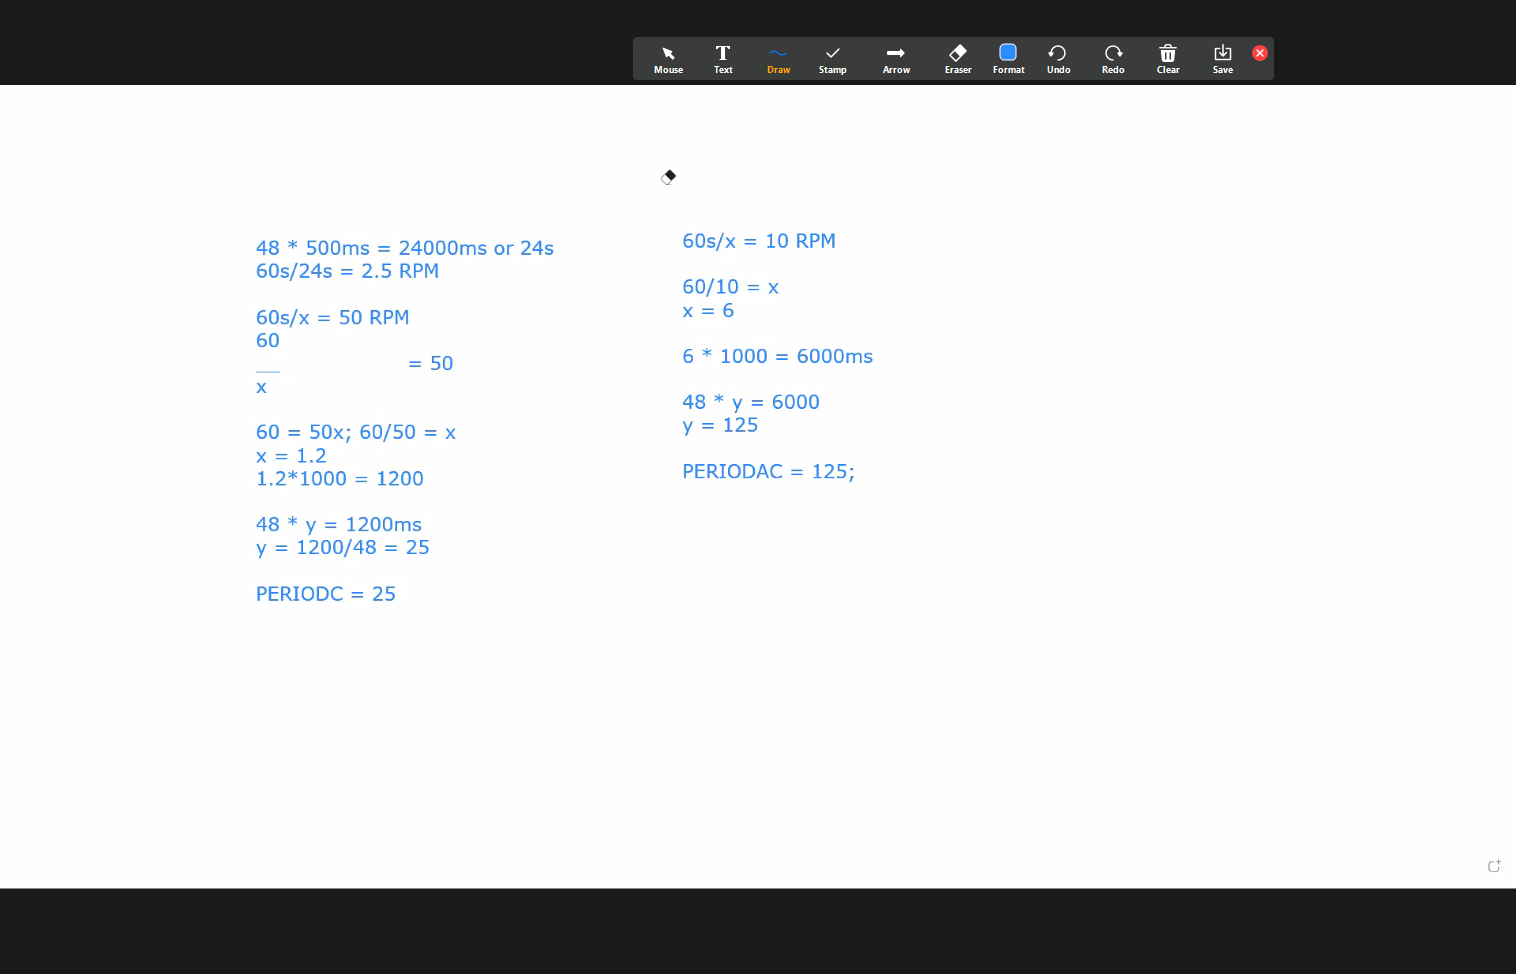 Mouse
Text
Draw
Stamp
Arrow
Eraser
Format
Undo
Redo
Clear
Save
48 * 500ms = 24000ms or 24s
60s/24s = 2.5 RPM
60s/x = 50 RPM
60
__ = 50
x
60 = 50x; 60/50 = x
x = 1.2
1.2*1000 = 1200
48 * y = 1200ms
y = 1200/48 = 25
PERIODC = 25
60s/x = 10 RPM
60/10 = x
x = 6
6 * 1000 = 6000ms
48 * y = 6000
y = 125
PERIODAC = 125;